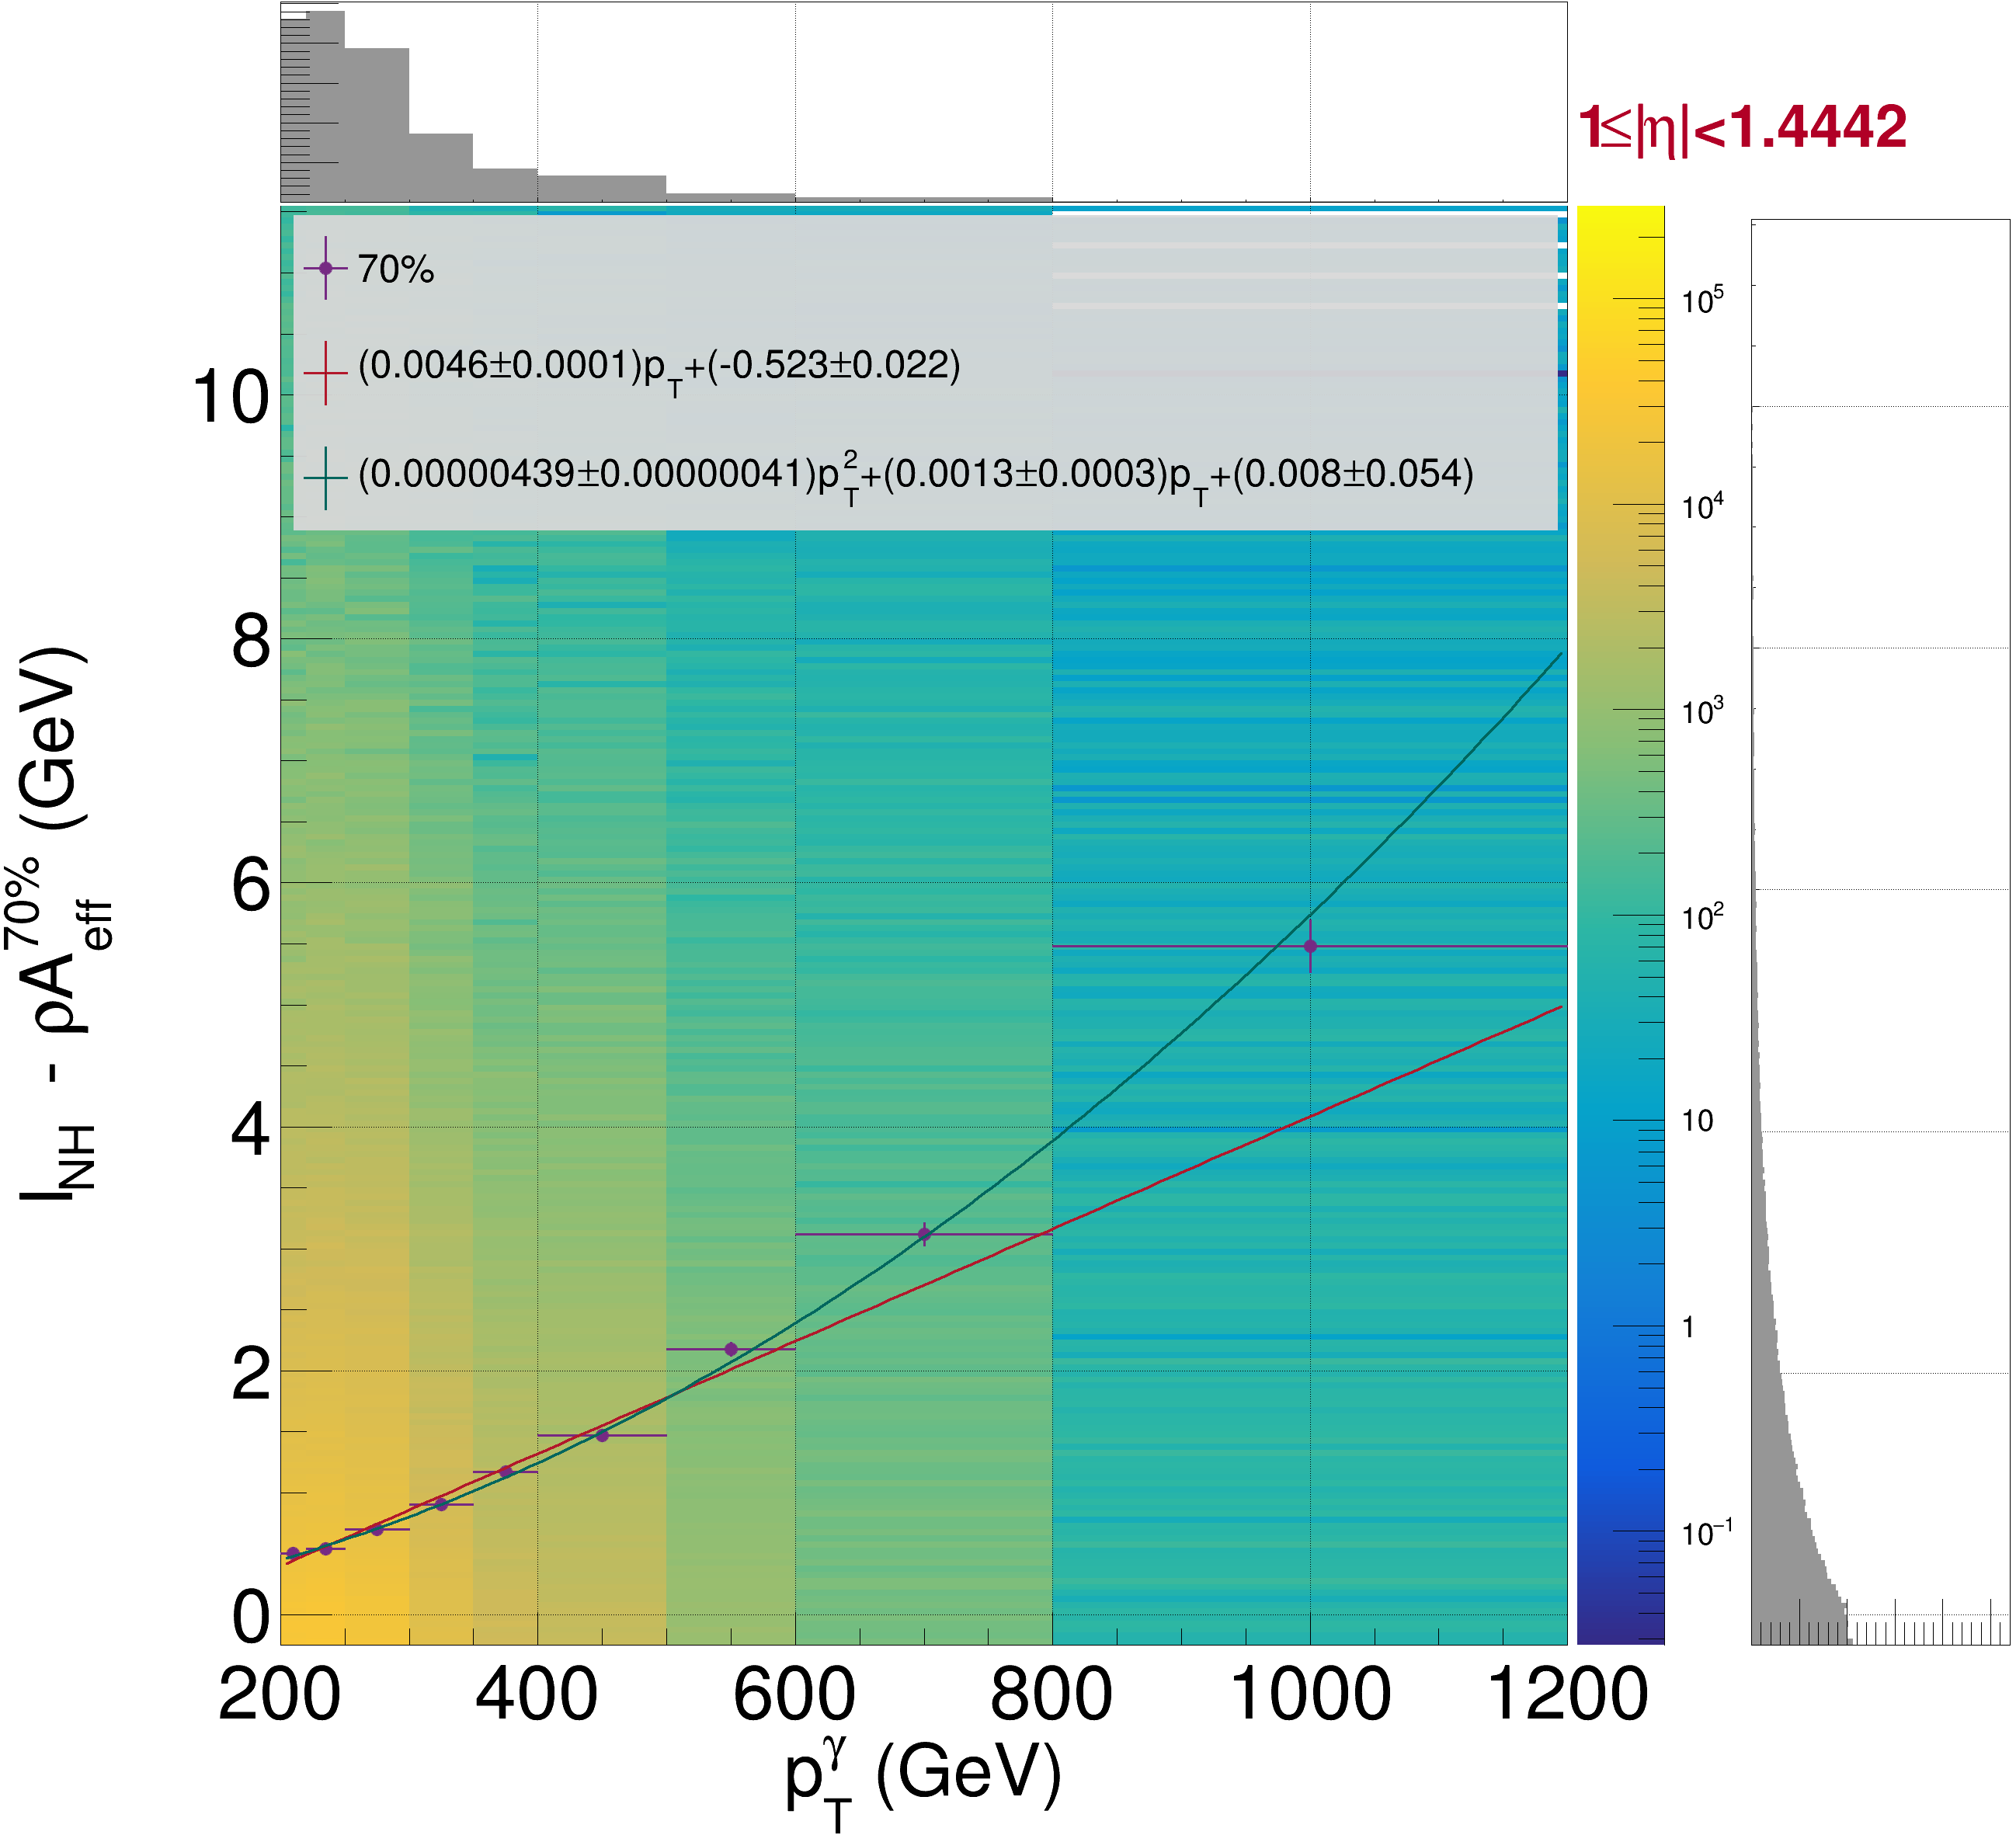 1≤|η|<1.4442
70%
(0.0046±0.0001)p_T+(-0.523±0.022)
(0.00000439±0.00000041)p_T^2+(0.0013±0.0003)p_T+(0.008±0.054)
I_NH - ρA_eff^70% (GeV)
10
8
6
4
2
0
200 400 600 800 1000 1200
p_T^γ (GeV)
10^5
10^4
10^3
10^2
10
1
10^−1